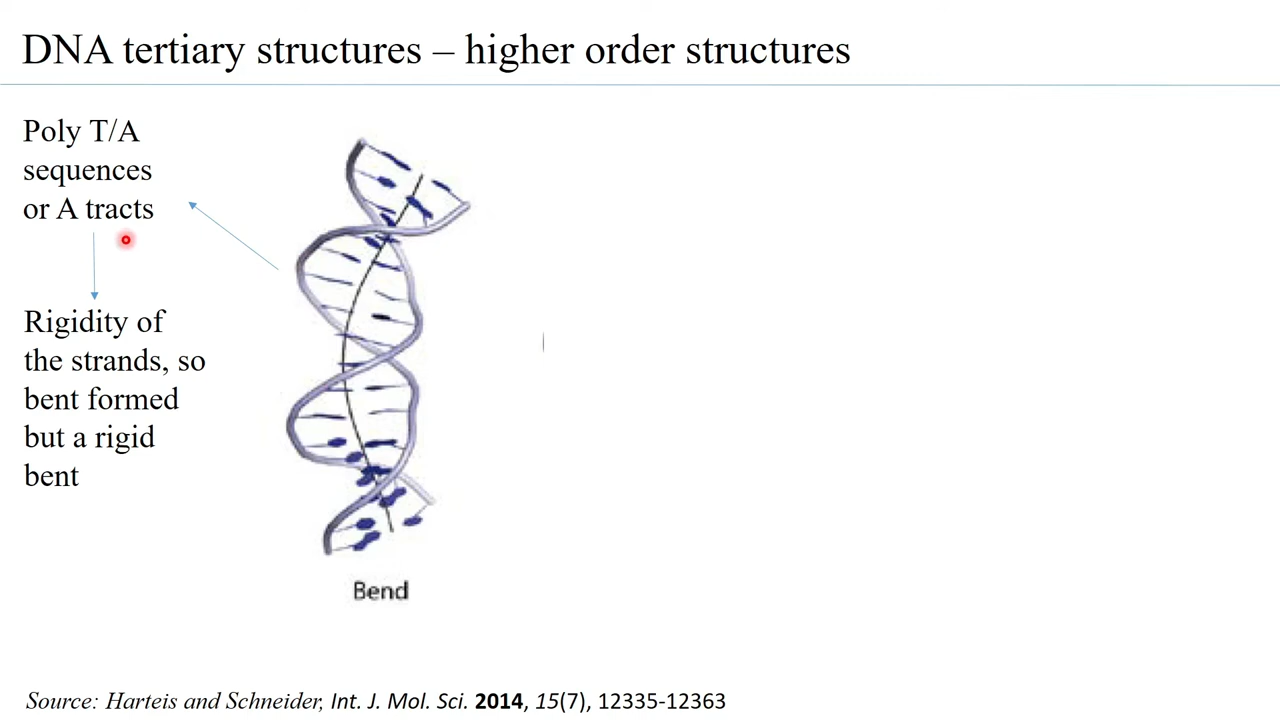 DNA tertiary structures – higher order structures
Poly T/A
sequences
or A tracts
Rigidity of
the strands, so
bent formed
but a rigid
bent
Bend
Source: Harteis and Schneider, Int. J. Mol. Sci. 2014, 15(7), 12335-12363